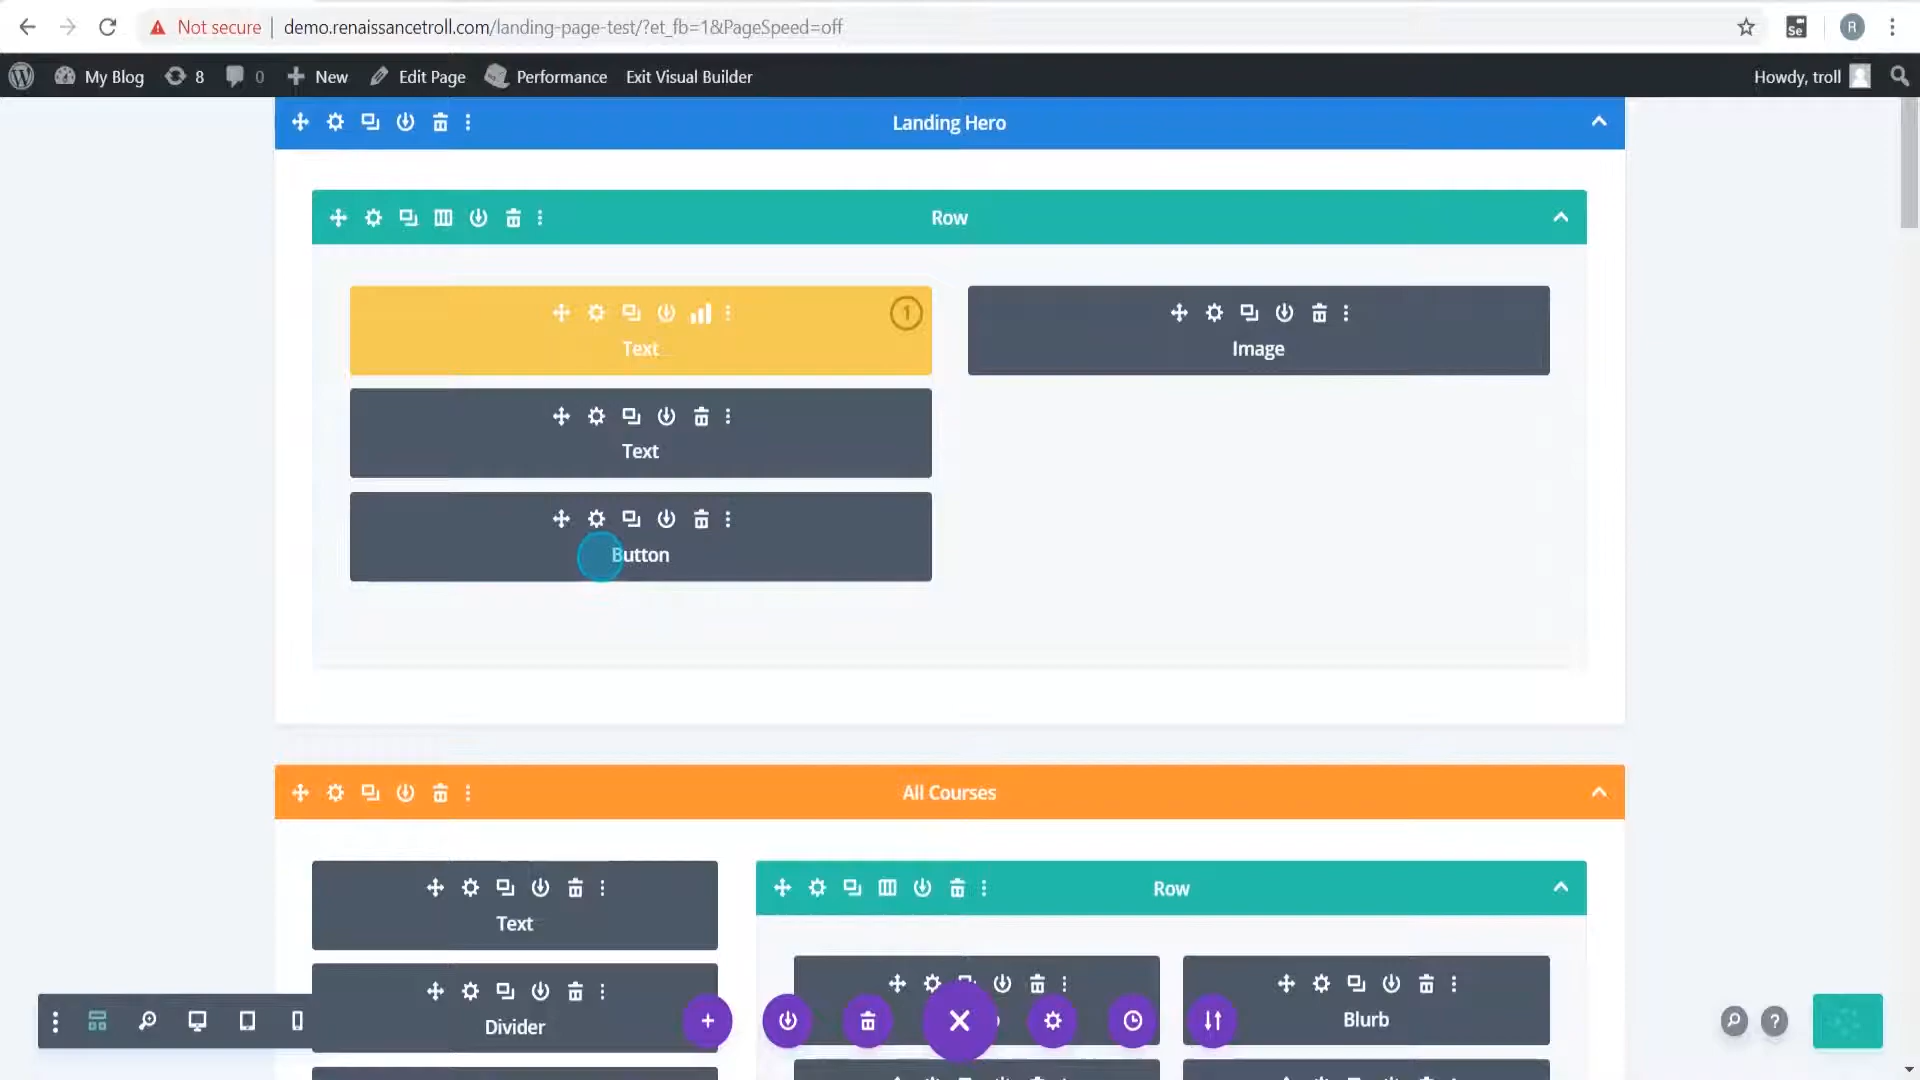 Not secure
demo.renaissancetroll.com/landing-page-test/?et_fb=1&PageSpeed=off
Se
R
My Blog
8
0
New
Edit Page
Performance
Exit Visual Builder
Howdy, troll
Landing Hero
Row
1
Text
Image
Text
Button
All Courses
Text
Row
Divider
Blurb
?